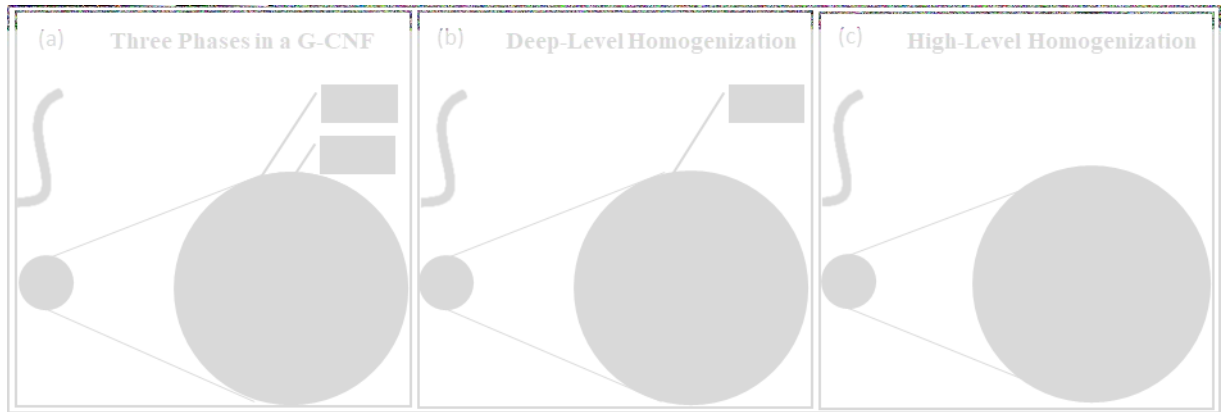 (a) Three Phases in a G-CNF
(b) Deep-Level Homogenization
(c) High-Level Homogenization